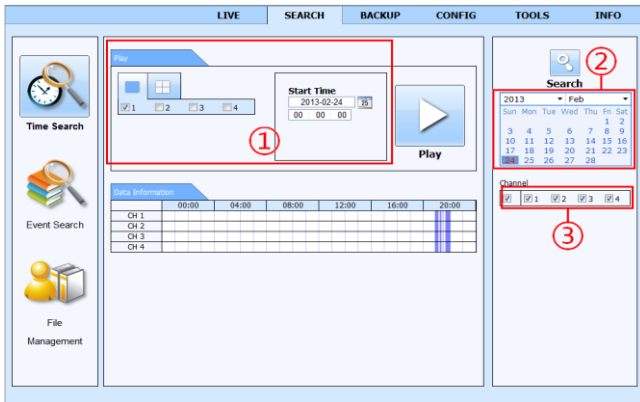 LIVE SEARCH BACKUP CONFIG TOOLS INFO
Time Search
Event Search
File
Management
Play
1 2 3 4
Start Time
2013-02-24 25
00 00 00
Play
①
Data Information
00:00 04:00 08:00 12:00 16:00 20:00
CH 1
CH 2
CH 3
CH 4
②
Search
2013 Feb
Sun Mon Tue Wed Thu Fri Sat
1 2
3 4 5 6 7 8 9
10 11 12 13 14 15 16
17 18 19 20 21 22 23
24 25 26 27 28
Channel
1 2 3 4
③